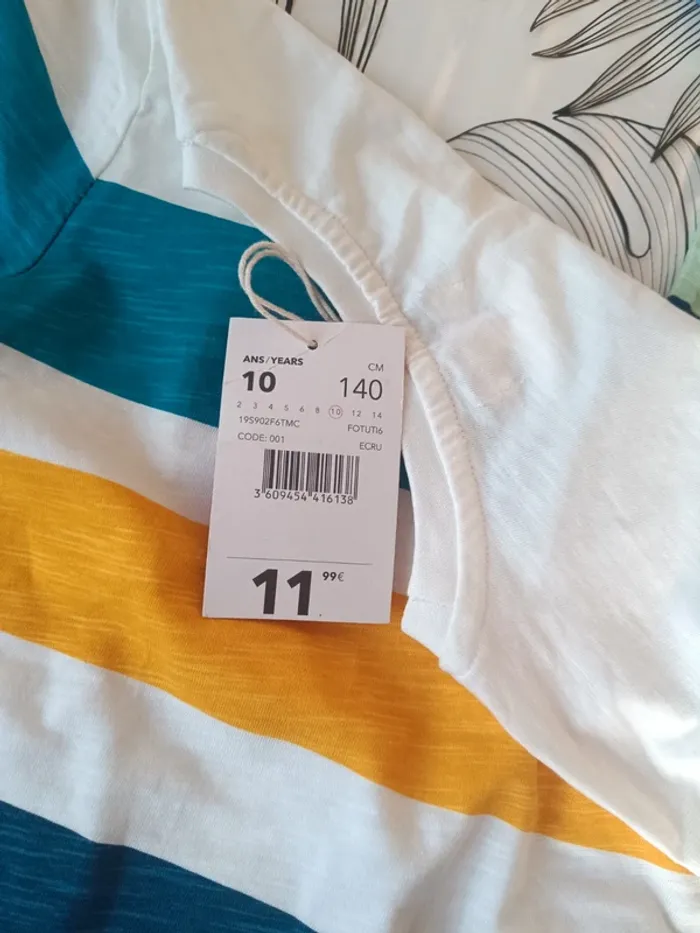 ANS/YEARS
CM
10
140
2 3 4 5 6 8 10 12 14
19S902F6TMC
FOTUTI6
CODE: 001
ECRU
3 609454 416138
11 99€